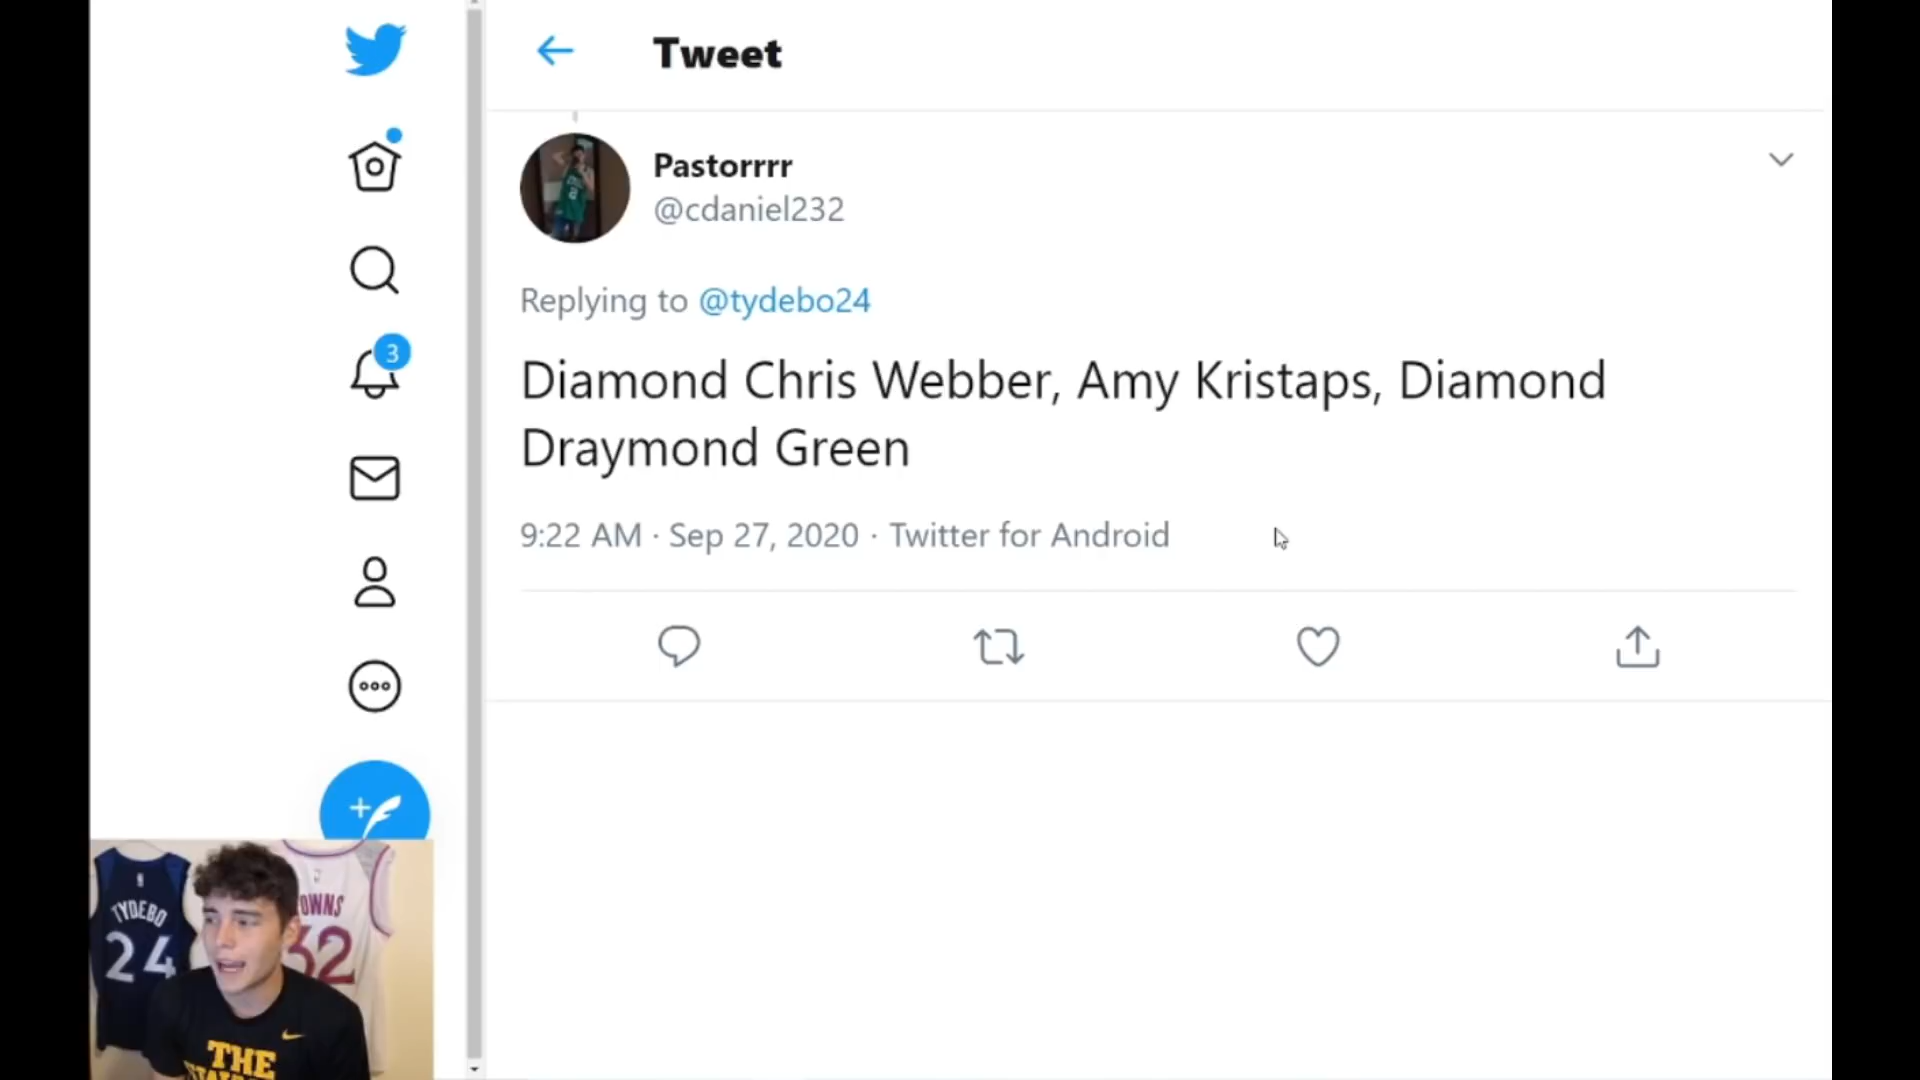 Tweet
Pastorrrr
@cdaniel232
Replying to @tydebo24
3
Diamond Chris Webber, Amy Kristaps, Diamond
Draymond Green
9:22 AM · Sep 27, 2020 · Twitter for Android
TYDEBO
24
OWNS
32
THE